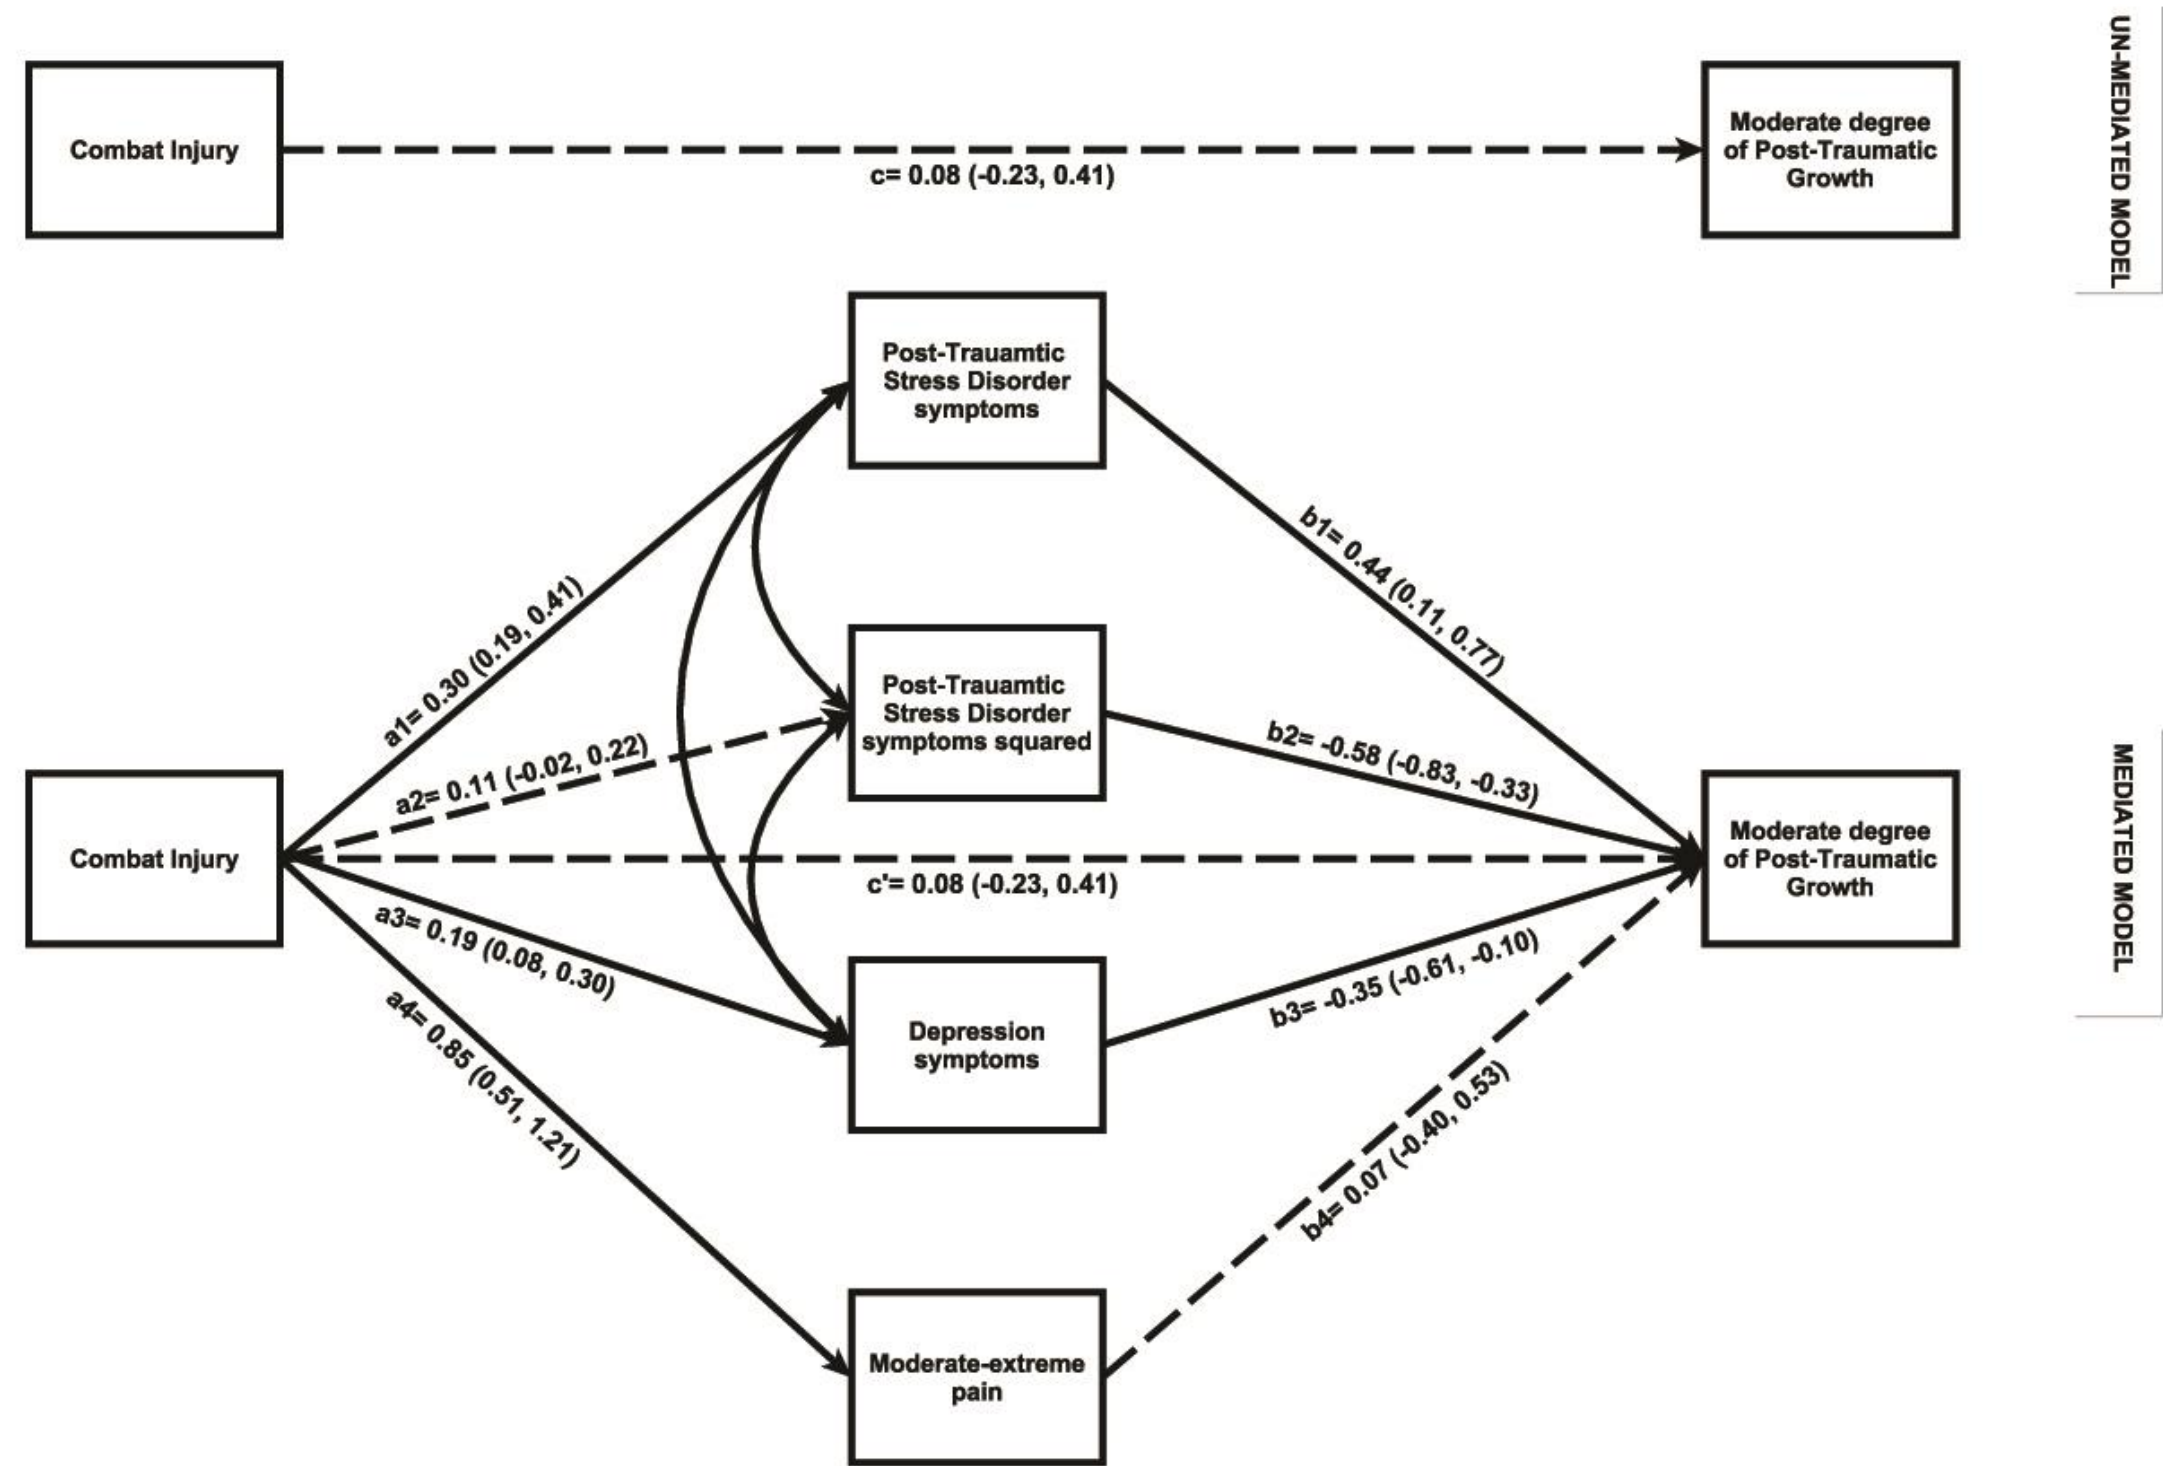 UN-MEDIATED MODEL
Combat Injury
Moderate degree
of Post-Traumatic
Growth
c= 0.08 (-0.23, 0.41)
Post-Trauamtic
Stress Disorder
symptoms
a1= 0.30 (0.19, 0.41)
b1= 0.44 (0.11, 0.77)
Post-Trauamtic
Stress Disorder
symptoms squared
a2= 0.11 (-0.02, 0.22)
b2= -0.58 (-0.83, -0.33)
MEDIATED MODEL
Combat Injury
Moderate degree
of Post-Traumatic
Growth
c'= 0.08 (-0.23, 0.41)
a3= 0.19 (0.08, 0.30)
b3= -0.35 (-0.61, -0.10)
Depression
symptoms
a4= 0.85 (0.51, 1.21)
b4= 0.07 (-0.40, 0.53)
Moderate-extreme
pain